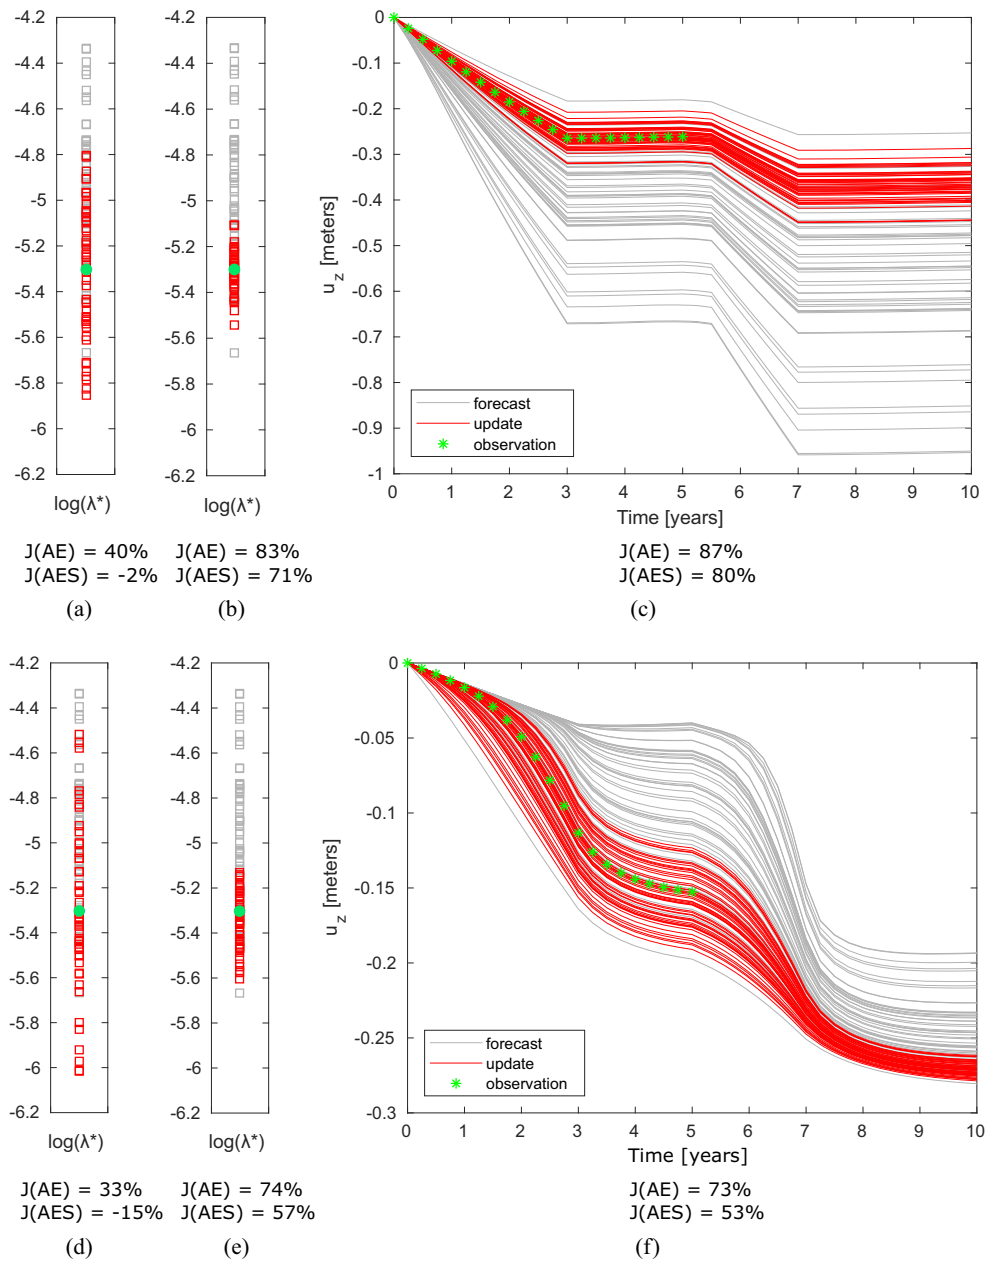 -4.2
-4.4
-4.6
-4.8
-5
-5.2
-5.4
-5.6
-5.8
-6
-6.2
log(λ*)
J(AE) = 40%
J(AES) = -2%
(a)
-4.2
-4.4
-4.6
-4.8
-5
-5.2
-5.4
-5.6
-5.8
-6
-6.2
log(λ*)
J(AE) = 83%
J(AES) = 71%
(b)
0
-0.1
-0.2
-0.3
-0.4
-0.5
-0.6
-0.7
-0.8
-0.9
-1
u_z [meters]
forecast
update
observation
0 1 2 3 4 5 6 7 8 9 10
Time [years]
J(AE) = 87%
J(AES) = 80%
(c)
-4.2
-4.4
-4.6
-4.8
-5
-5.2
-5.4
-5.6
-5.8
-6
-6.2
log(λ*)
J(AE) = 33%
J(AES) = -15%
(d)
-4.2
-4.4
-4.6
-4.8
-5
-5.2
-5.4
-5.6
-5.8
-6
-6.2
log(λ*)
J(AE) = 74%
J(AES) = 57%
(e)
0
-0.05
-0.1
-0.15
-0.2
-0.25
-0.3
u_z [meters]
forecast
update
observation
0 1 2 3 4 5 6 7 8 9 10
Time [years]
J(AE) = 73%
J(AES) = 53%
(f)